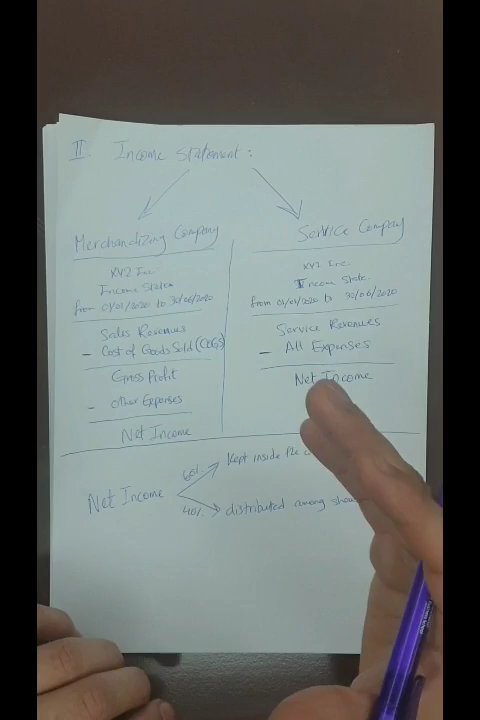 II. Income Statement:
Merchandizing Company
XYZ Inc.
Income State.
from 01/01/2020 to 30/06/2020
Sales Revenues
- Cost of Goods Sold (COGS)
Gross Profit
- Other Expenses
Net Income
Service Company
XYZ Inc.
Income State.
from 01/01/2020 to 30/06/2020
Service Revenues
- All Expenses
Net Income
Net Income
60%. Kept inside the
40%. distributed among